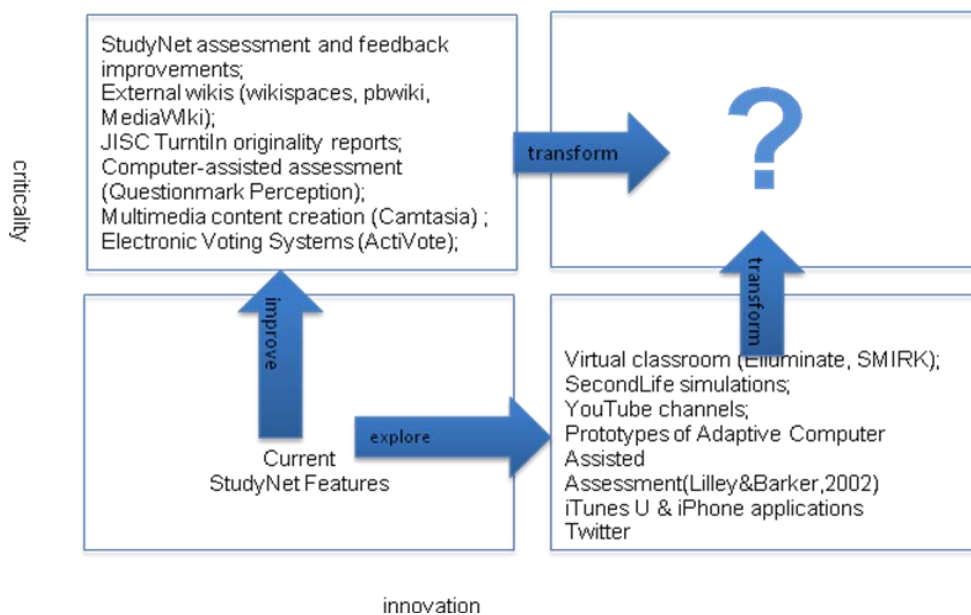 StudyNet assessment and feedback
improvements;
External wikis (wikispaces, pbwiki,
MediaWIki);
JISC TurntiIn originality reports;
Computer-assisted assessment
(Questionmark Perception);
Multimedia content creation (Camtasia) ;
Electronic Voting Systems (ActiVote);
transform
?
criticality
improve
transform
explore
Current
StudyNet Features
Virtual classroom (Elluminate, SMIRK);
SecondLife simulations;
YouTube channels;
Prototypes of Adaptive Computer
Assisted
Assessment(Lilley&Barker,2002)
iTunes U & iPhone applications
Twitter
innovation